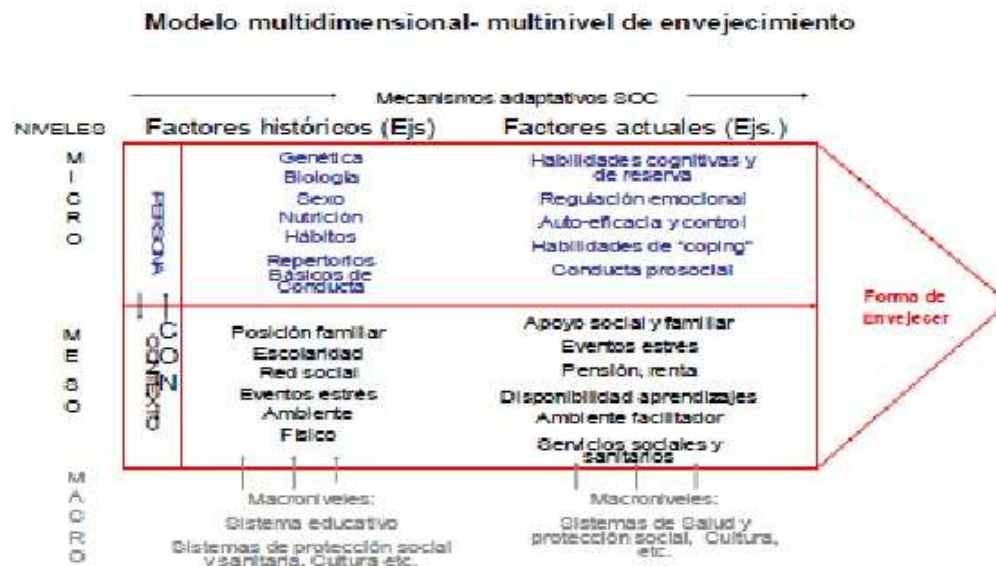 Modelo multidimensional- multinivel de envejecimiento
Mecanismos adaptativos SOC
NIVELES
Factores históricos (Ejs)
Factores actuales (Ejs.)
MICRO
PERSONA
Genética
Biología
Sexo
Nutrición
Hábitos
Repertorios
Básicos de
Conducta
Habilidades cognitivas y
de reserva
Regulación emocional
Auto-eficacia y control
Habilidades de "coping"
Conducta prosocial
Forma de
Envejecer
MESO
CONTEXTO
CON
Posición familiar
Escolaridad
Red social
Eventos estrés
Ambiente
Físico
Apoyo social y familiar
Eventos estrés
Pensión, renta
Disponibilidad aprendizajes
Ambiente facilitador
Servicios sociales y
sanitarios
MACRO
Macroniveles:
Sistema educativo
Sistemas de protección social
y sanitaria, Cultura etc.
Macroniveles:
Sistemas de Salud y
protección social, Cultura,
etc.